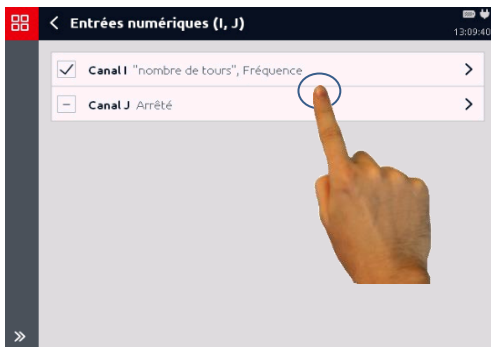 Entrées numériques (I, J)
13:09:40
Canal I "nombre de tours", Fréquence
Canal J Arrêté